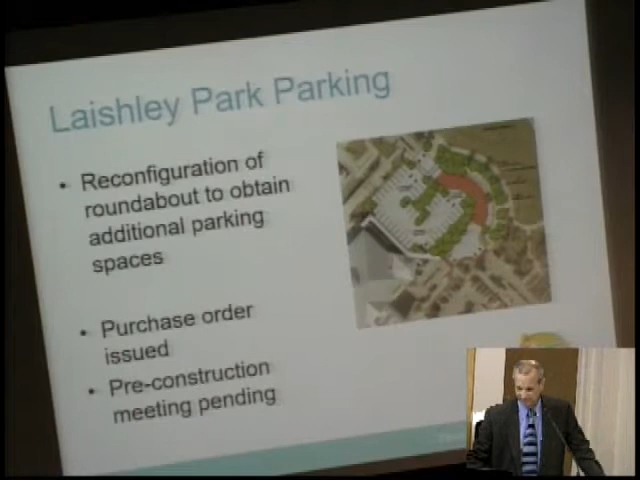 Laishley Park Parking
• Reconfiguration of
roundabout to obtain
additional parking
spaces
• Purchase order
issued
• Pre-construction
meeting pending